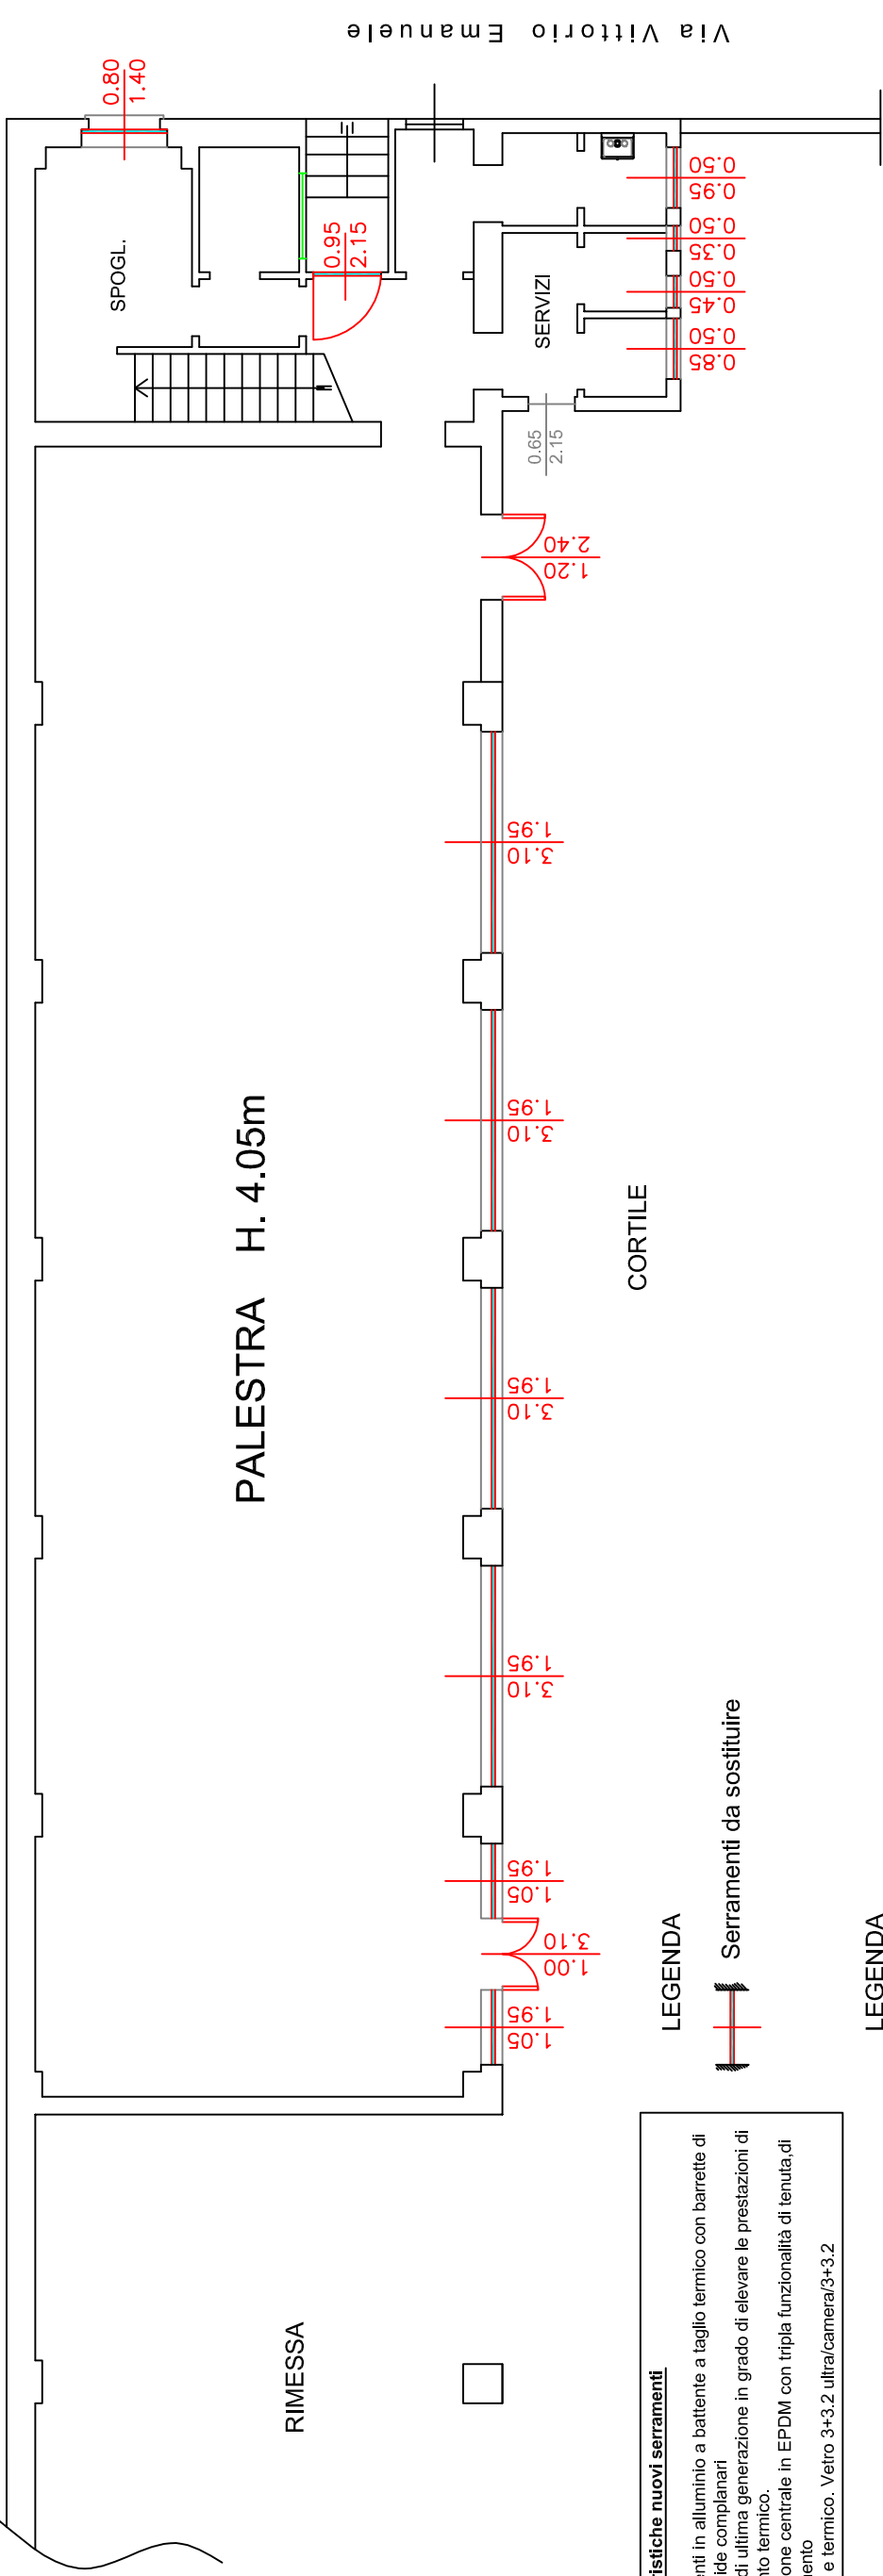 Via Vittorio Emanuele
0.80
1.40
SPOGL.
0.95
2.15
SERVIZI
0.50
0.95
0.50
0.35
0.50
0.45
0.50
0.85
0.65
2.15
2.40
1.20
1.95
3.10
1.95
3.10
PALESTRA H. 4.05m
CORTILE
1.95
3.10
1.95
3.10
1.95
1.05
3.10
1.00
1.95
1.05
LEGENDA
Serramenti da sostituire
LEGENDA
RIMESSA
istiche nuovi serramenti
nti in alluminio a battente a taglio termico con barrette di
ide complanari
di ultima generazione in grado di elevare le prestazioni di
nto termico.
one centrale in EPDM con tripla funzionalità di tenuta,di
nento
e termico. Vetro 3+3.2 ultra/camera/3+3.2